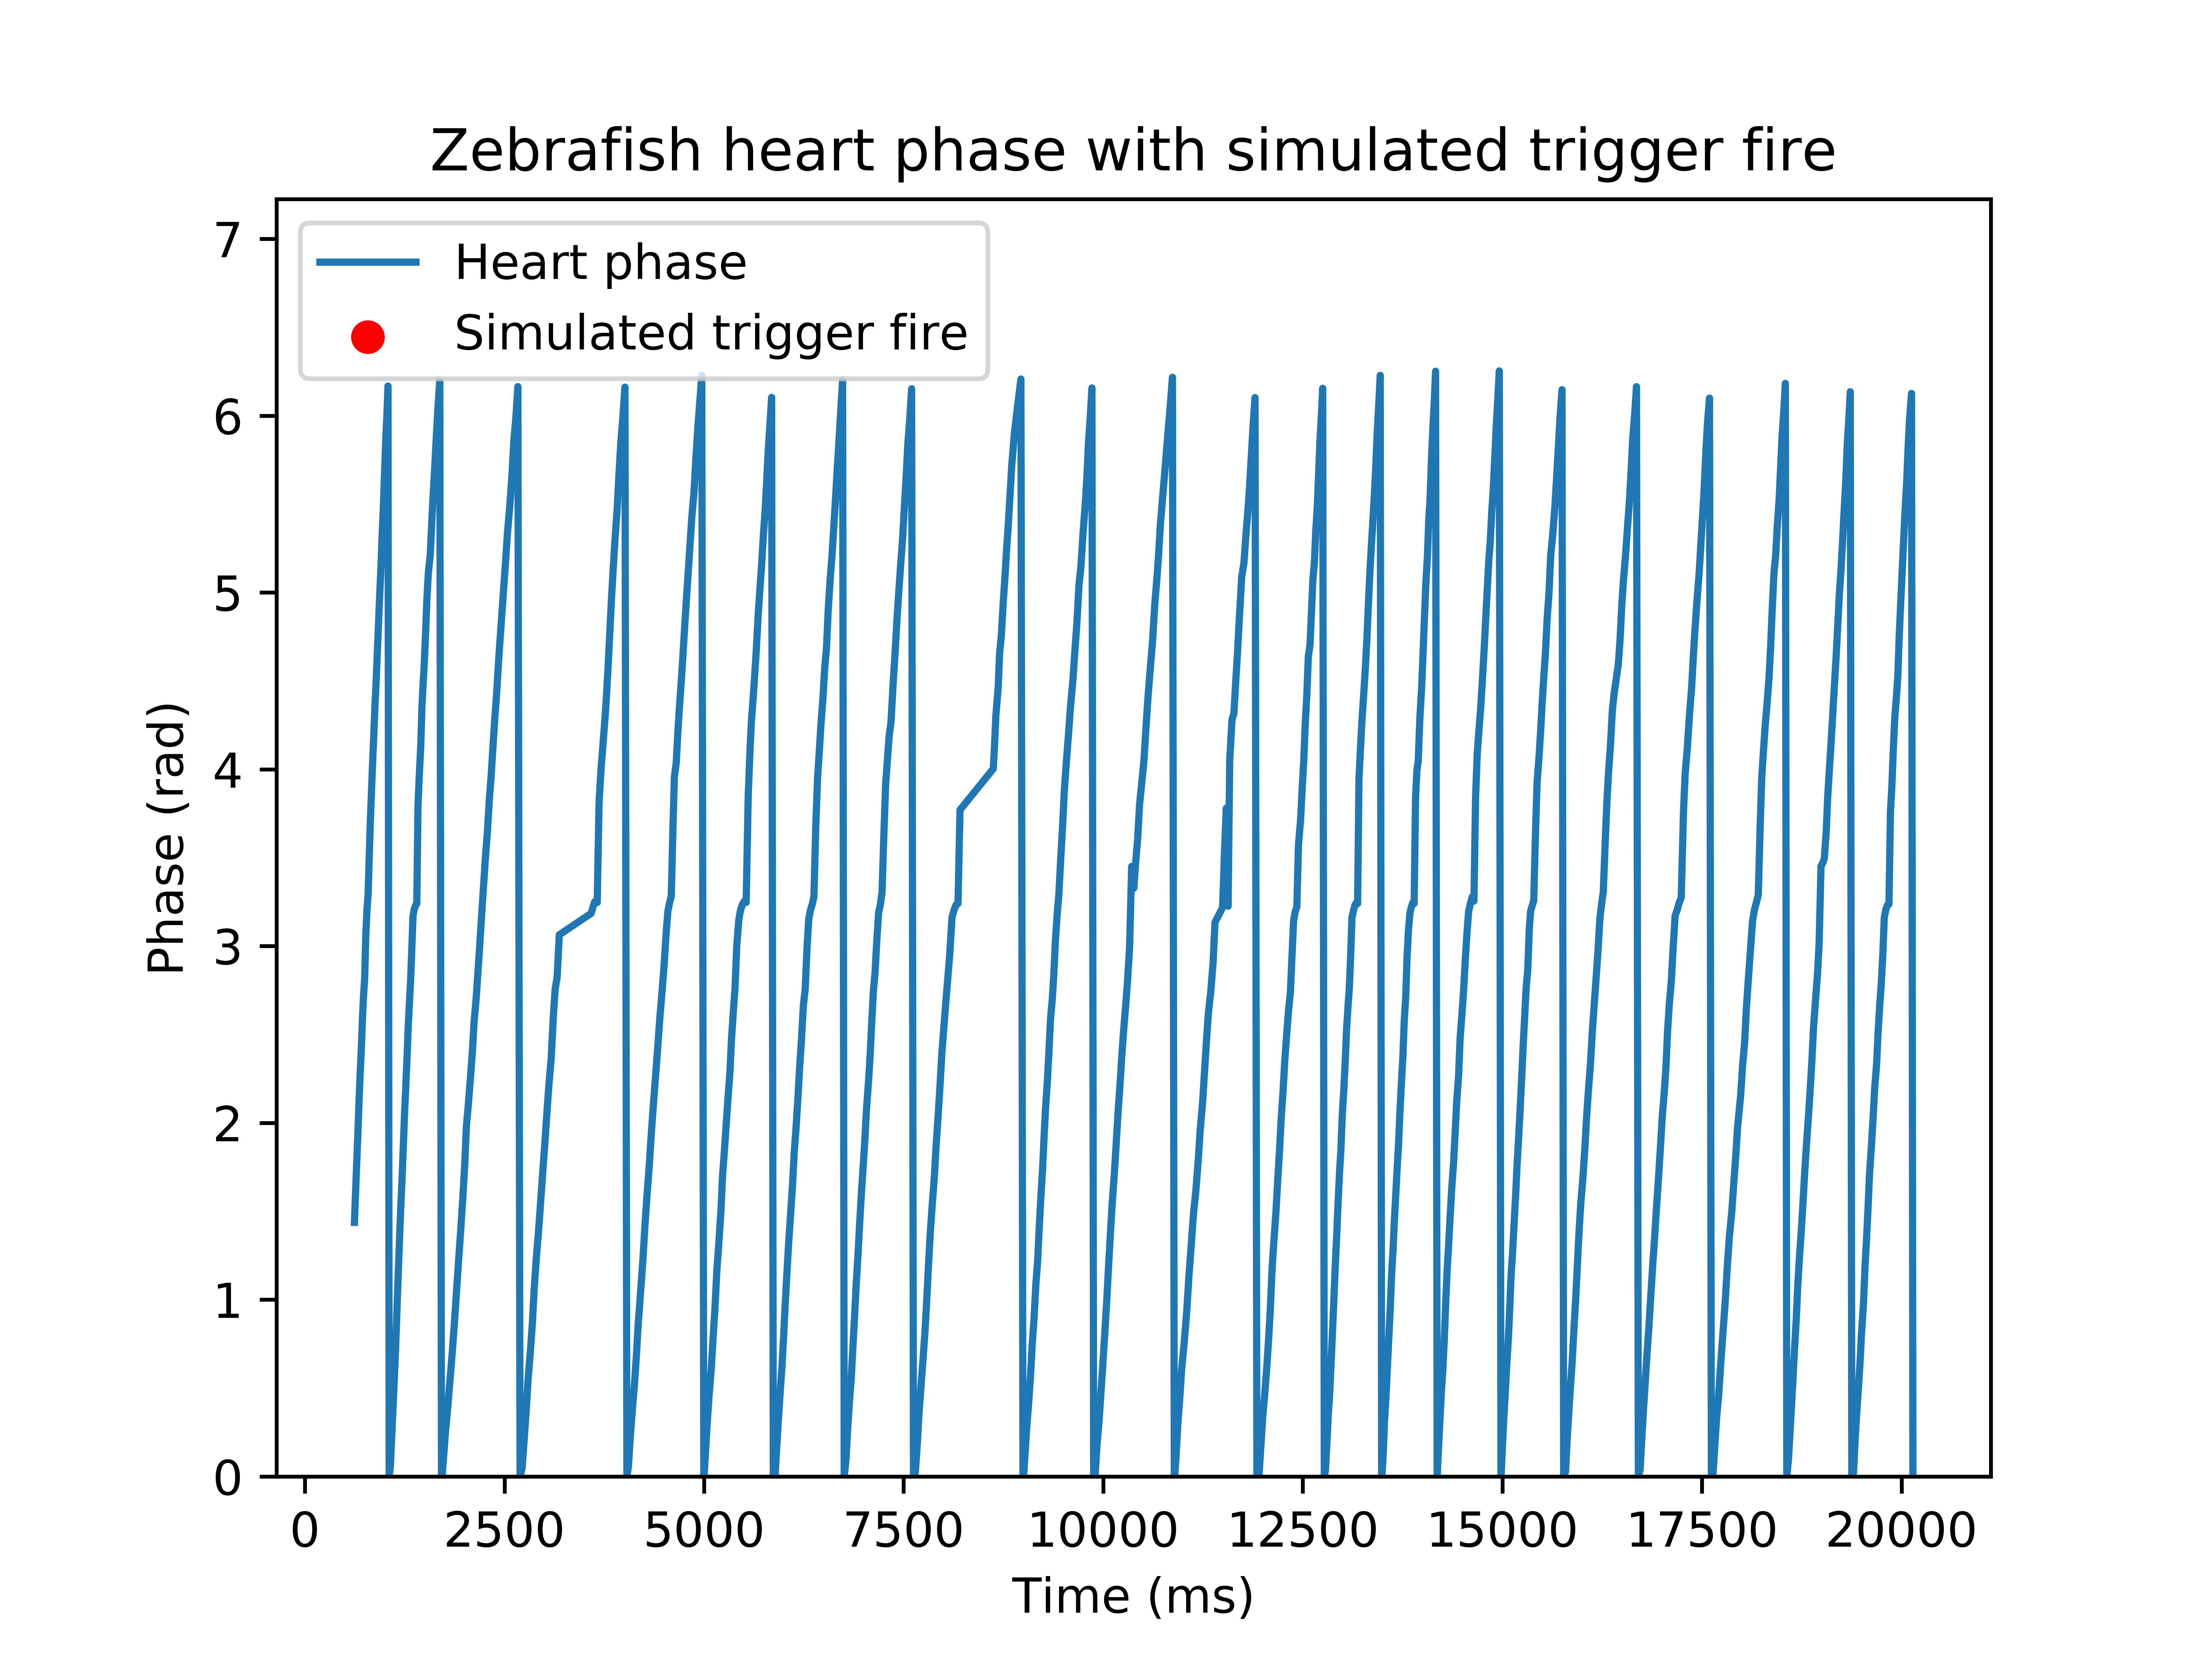 Zebrafish heart phase with simulated trigger fire
Heart phase
Simulated trigger fire
7
6
5
4
3
2
1
0
Phase (rad)
0 2500 5000 7500 10000 12500 15000 17500 20000
Time (ms)